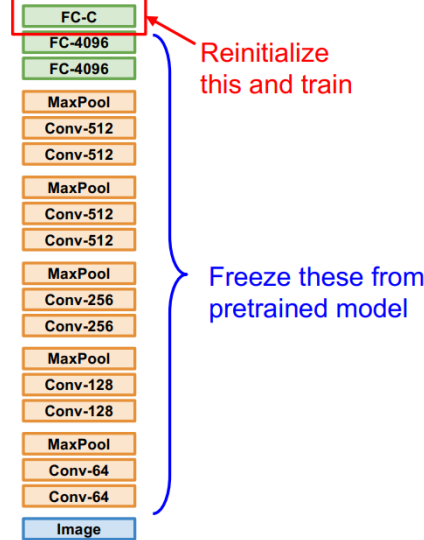 FC-C
FC-4096
FC-4096
Reinitialize
this and train
MaxPool
Conv-512
Conv-512
MaxPool
Conv-512
Conv-512
MaxPool
Conv-256
Conv-256
Freeze these from
pretrained model
MaxPool
Conv-128
Conv-128
MaxPool
Conv-64
Conv-64
Image